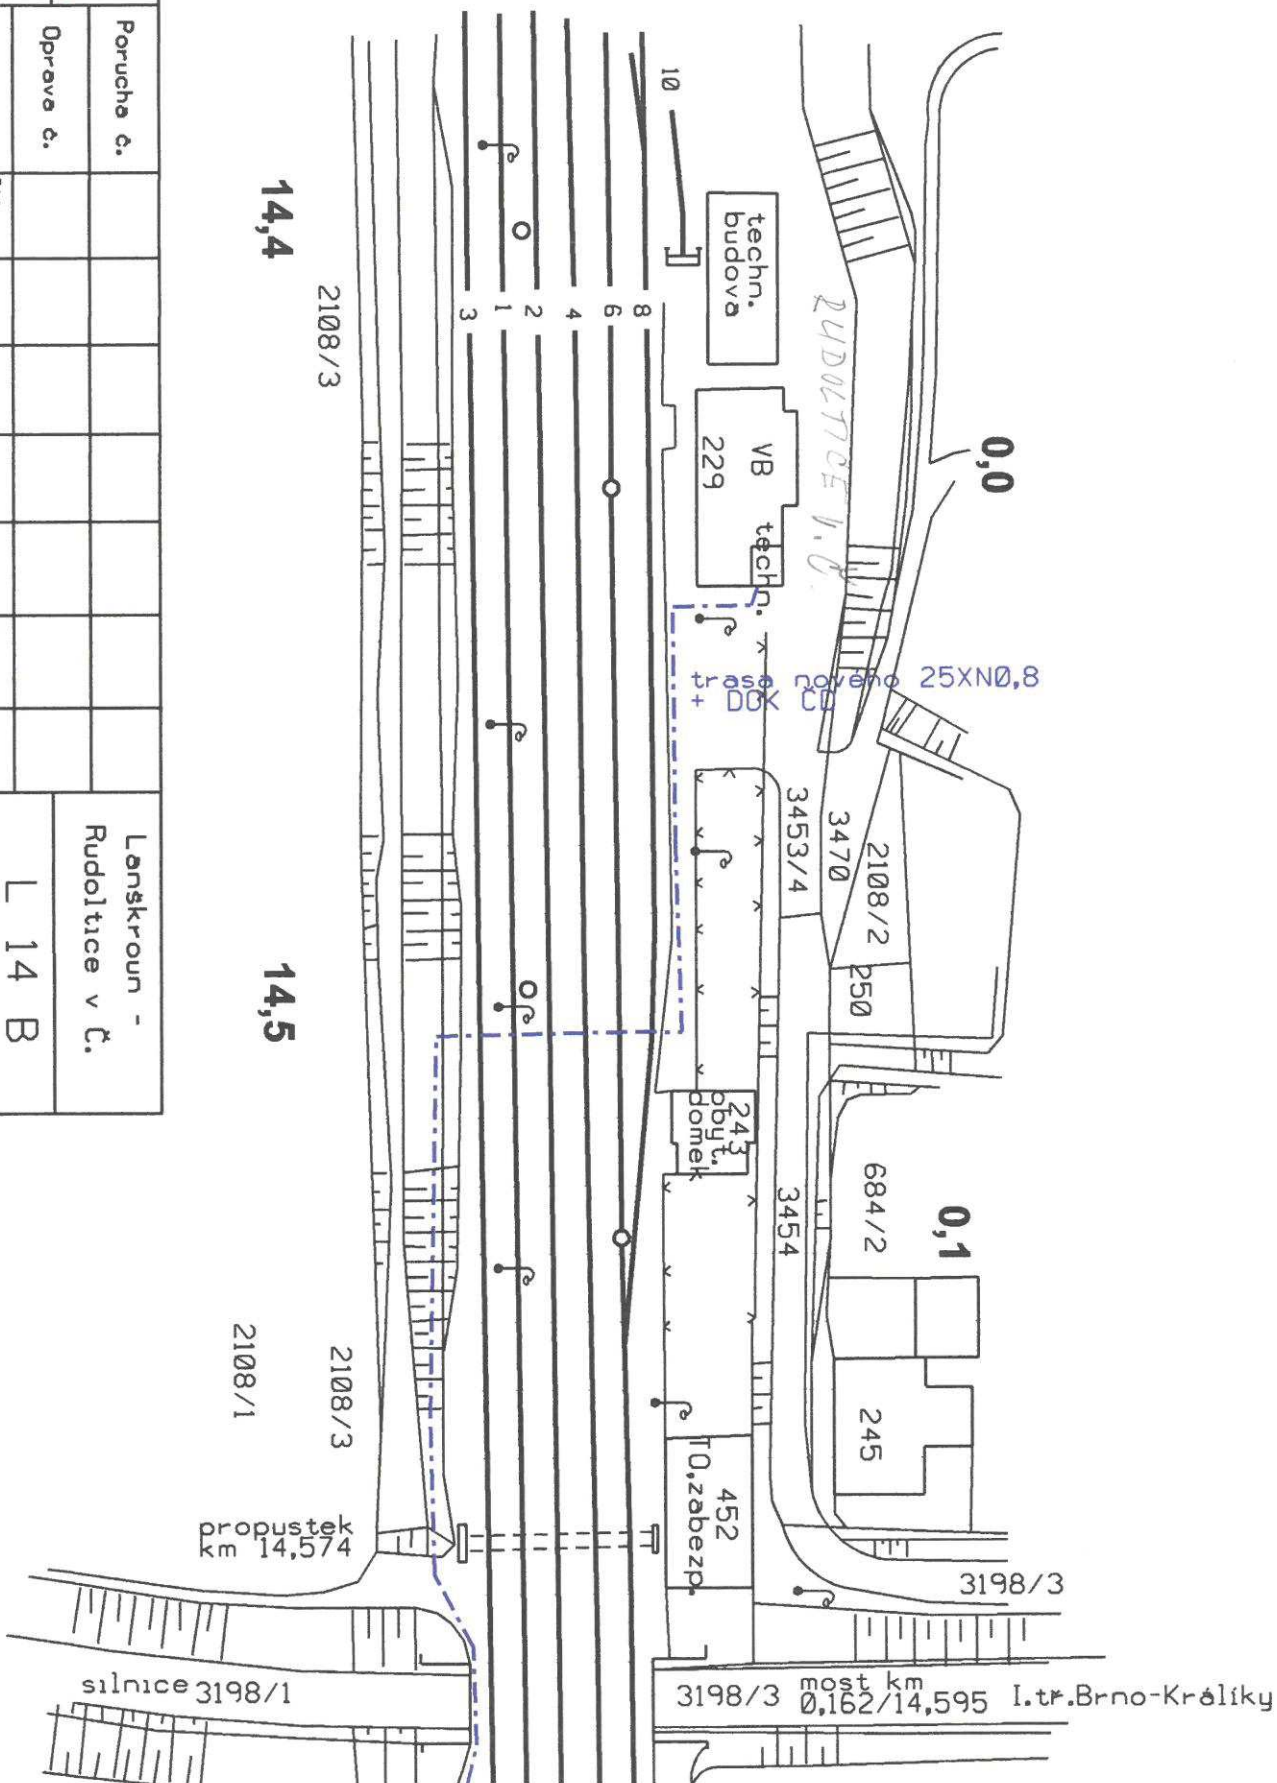 Porucha č.
Oprava č.
Lanškroun -
Rudoltice v Č.
L 14 B
14,4
14,5
2108/3
2108/3
2108/1
3
1
2
4
6
8
10
techn.
budova
VB
229
techn.
RUDOLTICE V.Č.
0,0
0,1
trasa nového 25XN0,8
+ DOK ČD
3453/4
3470
2108/2
250
243
obyt.
domek
3454
684/2
245
452
TO,zabezp.
propustek
km 14,574
3198/3
silnice 3198/1
3198/3
most km
0,162/14,595
I.tř.Brno-Králíky